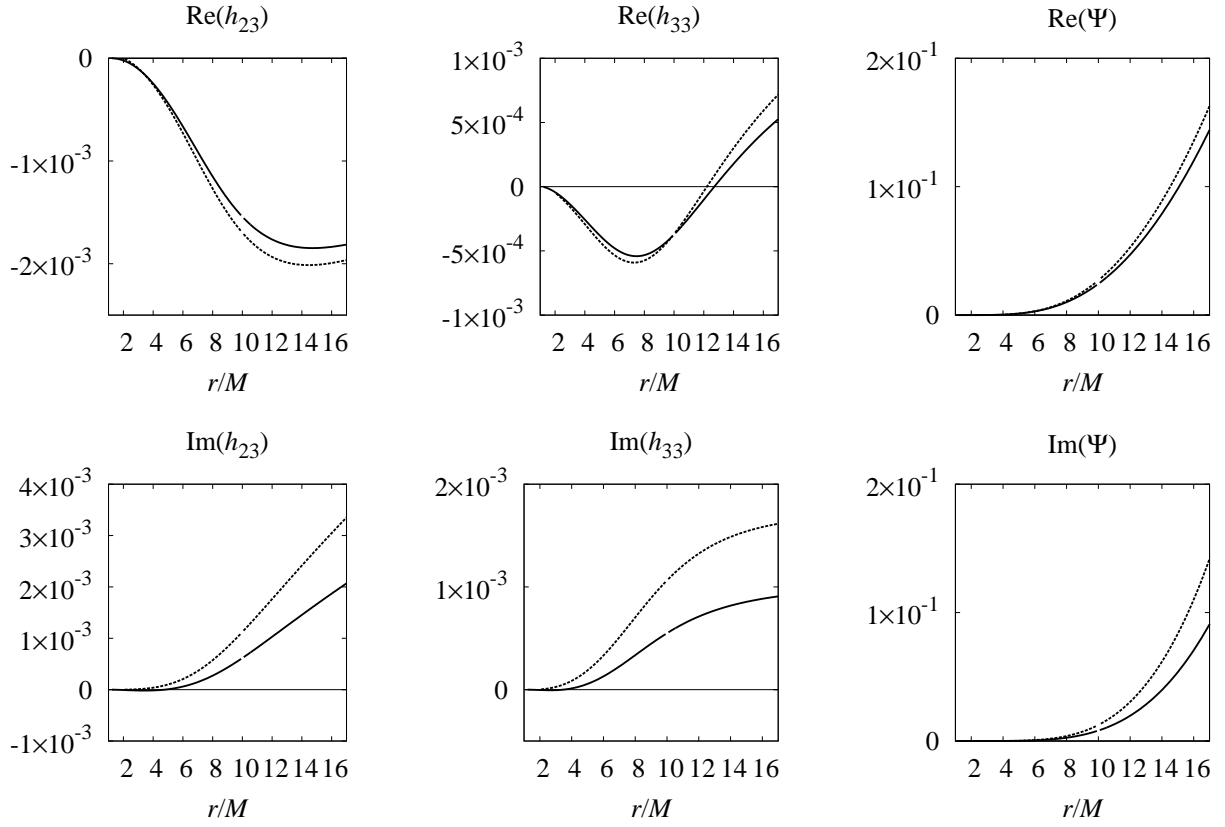 Re(h23)
0
-1×10-3
-2×10-3
2 4 6 8 10 12 14 16
r/M
Re(h33)
1×10-3
5×10-4
0
-5×10-4
-1×10-3
2 4 6 8 10 12 14 16
r/M
Re(Ψ)
2×10-1
1×10-1
0
2 4 6 8 10 12 14 16
r/M
Im(h23)
4×10-3
3×10-3
2×10-3
1×10-3
0
-1×10-3
2 4 6 8 10 12 14 16
r/M
Im(h33)
2×10-3
1×10-3
0
2 4 6 8 10 12 14 16
r/M
Im(Ψ)
2×10-1
1×10-1
0
2 4 6 8 10 12 14 16
r/M